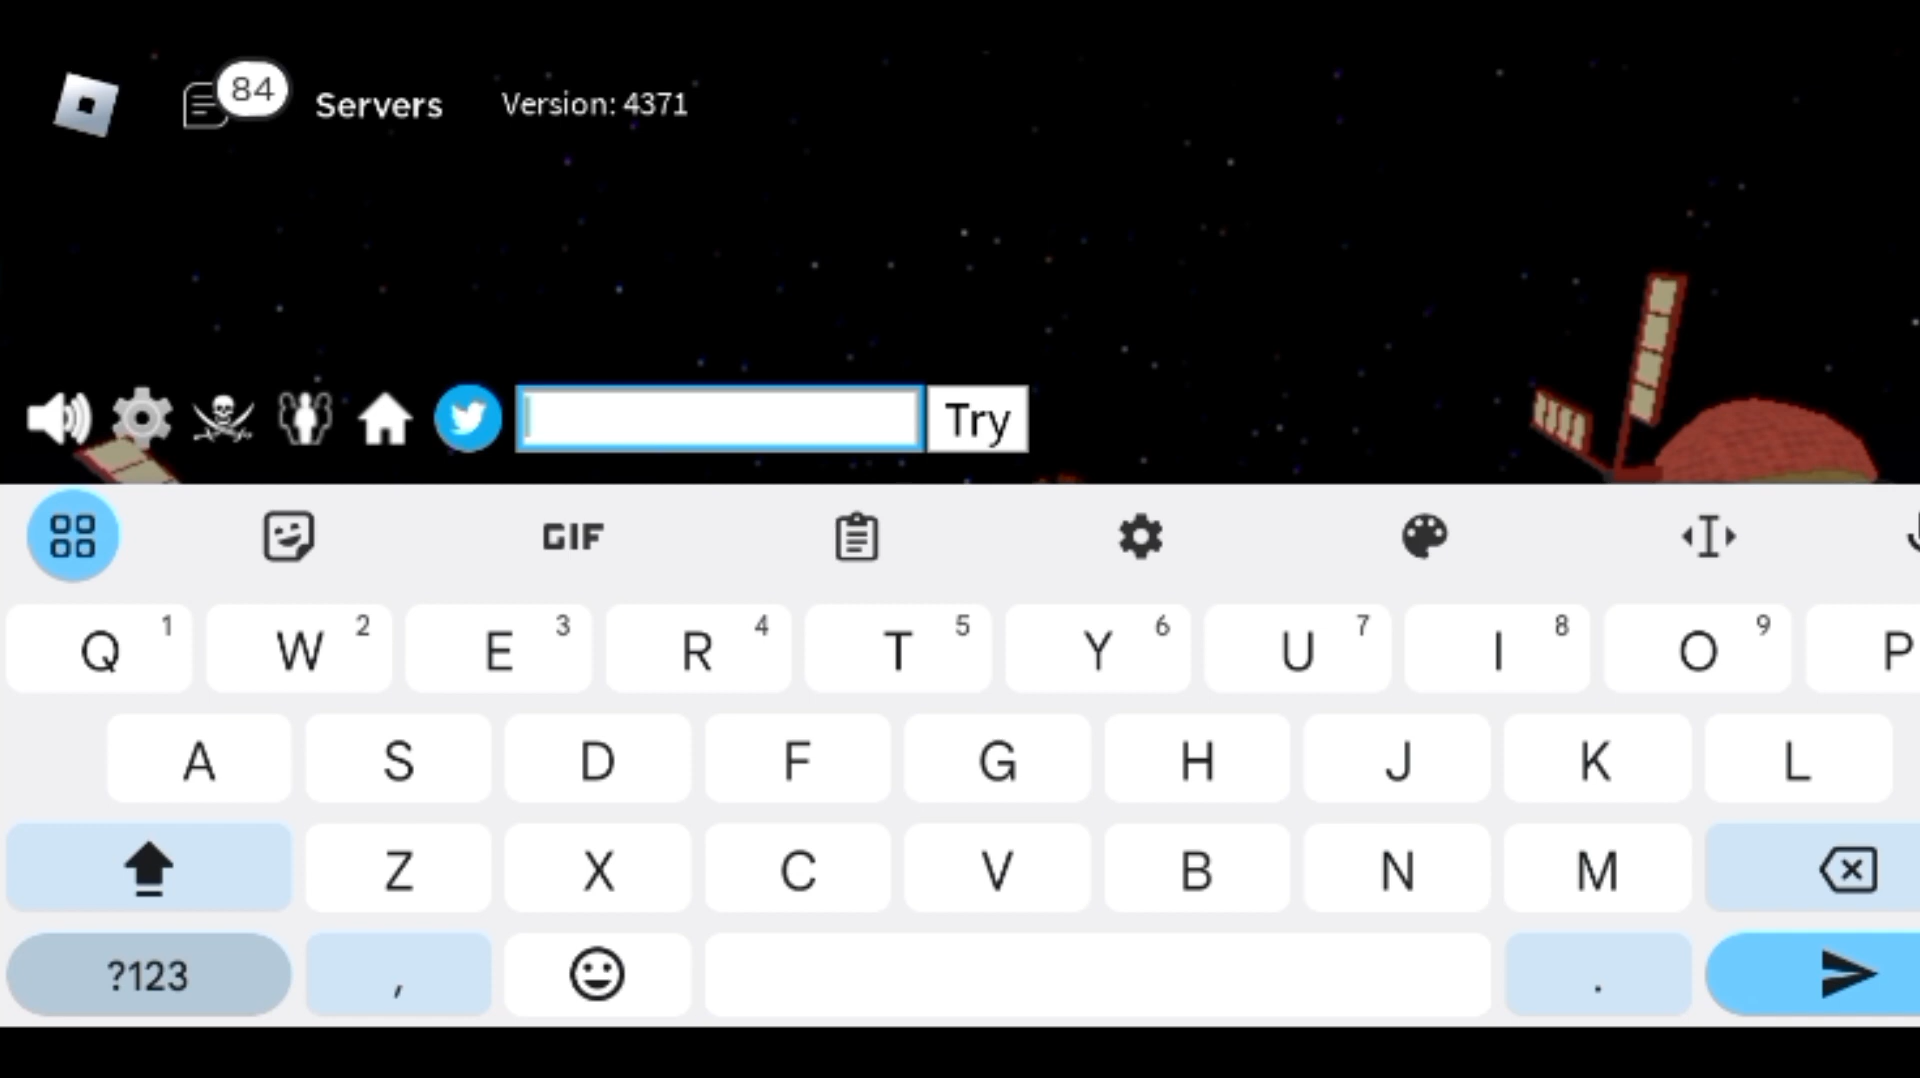 84 Servers Version: 4371
Try
GIF
Q 1 W 2 E 3 R 4 T 5 Y 6 U 7 I 8 O 9 P
A S D F G H J K L
Z X C V B N M
?123 , .